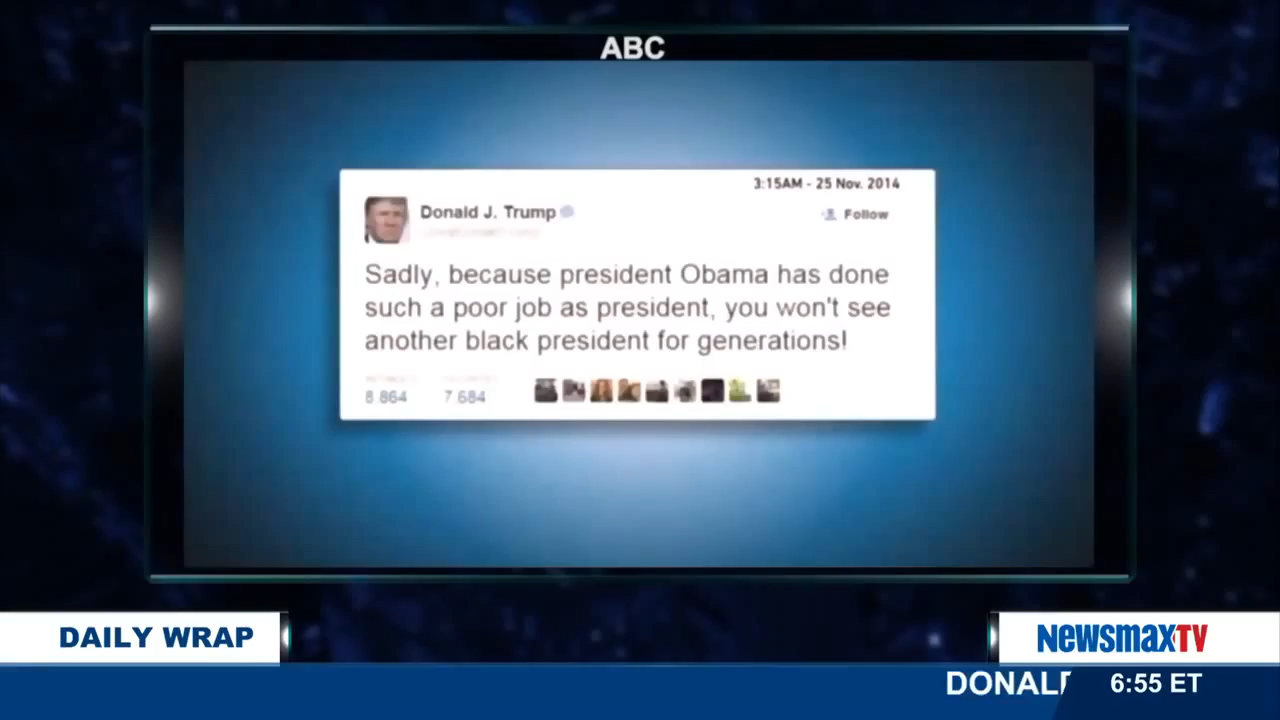 ABC
3:15AM - 25 Nov. 2014
Donald J. Trump
Follow
Sadly, because president Obama has done
such a poor job as president, you won't see
another black president for generations!
8,864 7,684
DAILY WRAP
NEWSMAXTV
DONAL
6:55 ET